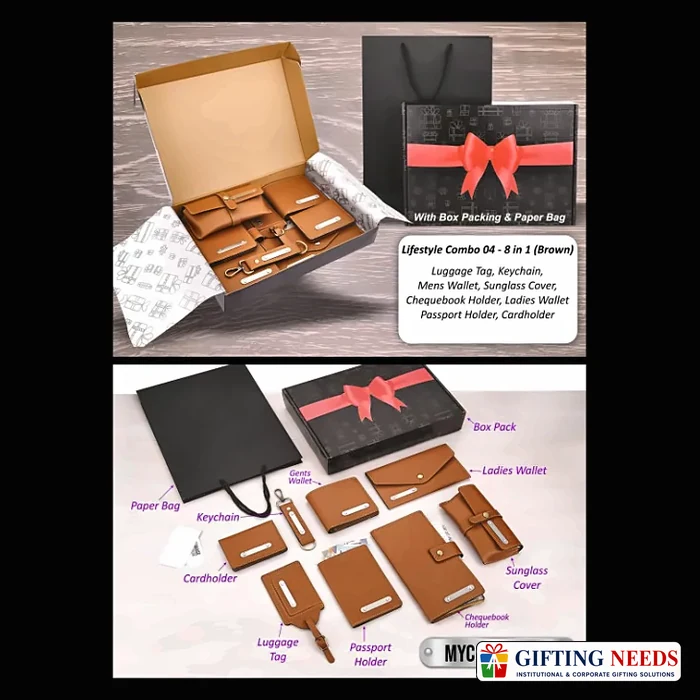 With Box Packing & Paper Bag
Lifestyle Combo 04 - 8 in 1 (Brown)
Luggage Tag, Keychain,
Mens Wallet, Sunglass Cover,
Chequebook Holder, Ladies Wallet
Passport Holder, Cardholder
Box Pack
Gents
Wallet
Ladies Wallet
Paper Bag
Keychain
Cardholder
Sunglass
Cover
Chequebook
Holder
Luggage
Tag
Passport
Holder
MYC
GIFTING NEEDS
INSTITUTIONAL & CORPORATE GIFTING SOLUTIONS